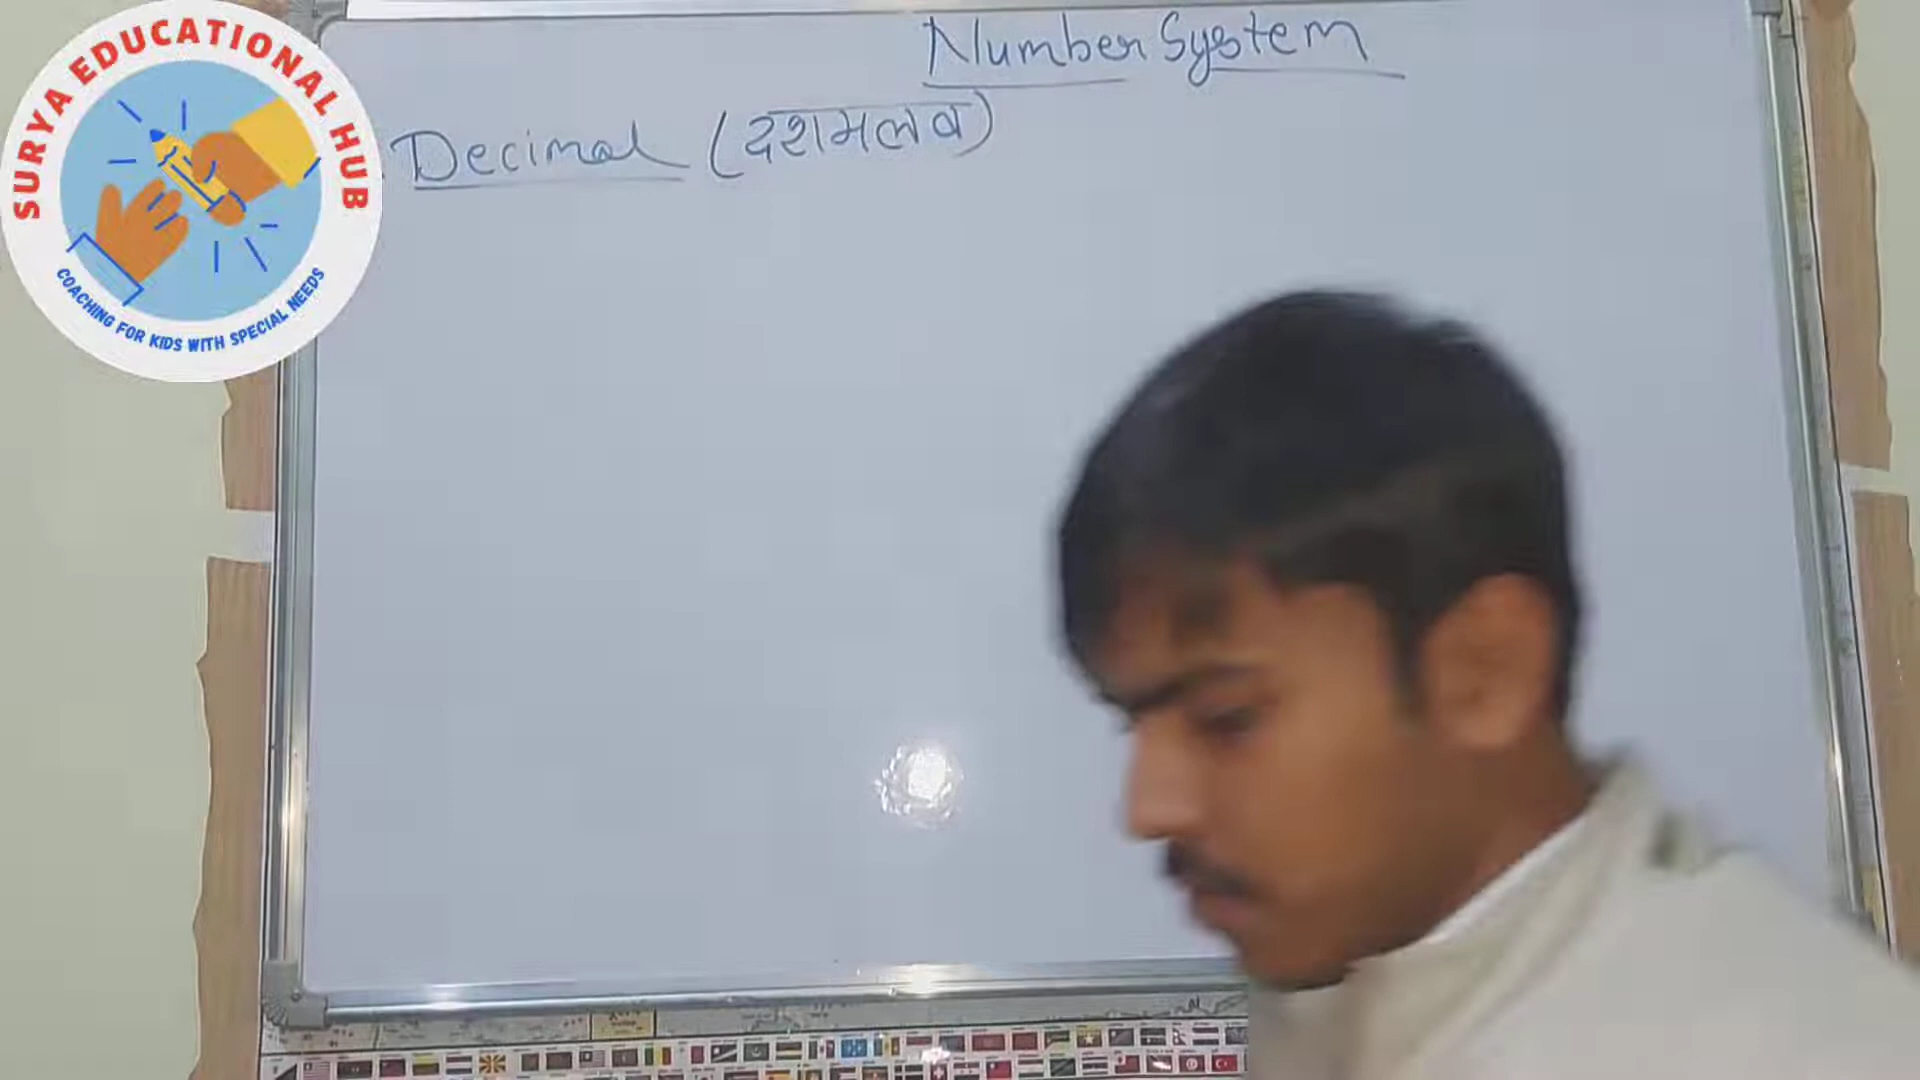 SURYA EDUCATIONAL HUB
COACHING FOR KIDS WITH SPECIAL NEEDS
Number System
Decimal (दशमलव)